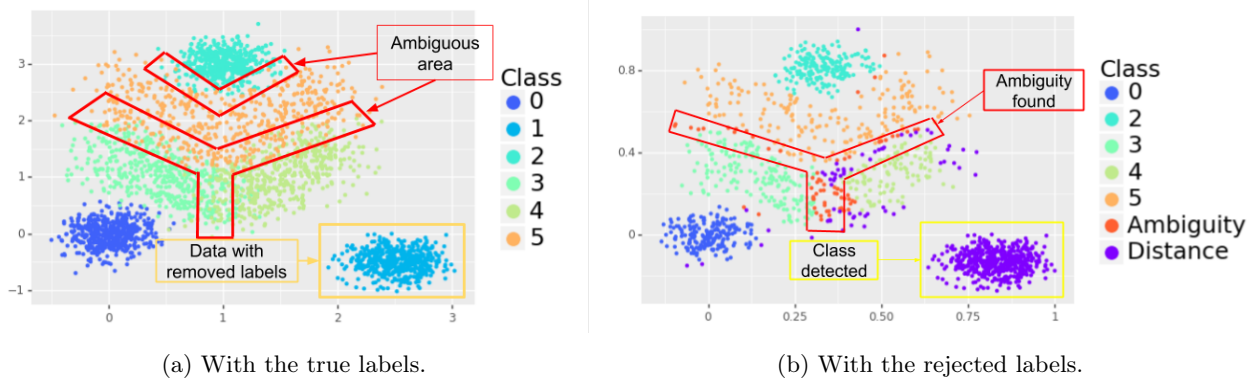 Ambiguous
area
Class
0
1
2
3
4
5
Data with
removed labels
3
2
1
0
−1
0
1
2
3
(a) With the true labels.
Ambiguity
found
Class
0
2
3
4
5
Ambiguity
Distance
Class
detected
0.8
0.4
0
0
0.25
0.50
0.75
1
(b) With the rejected labels.